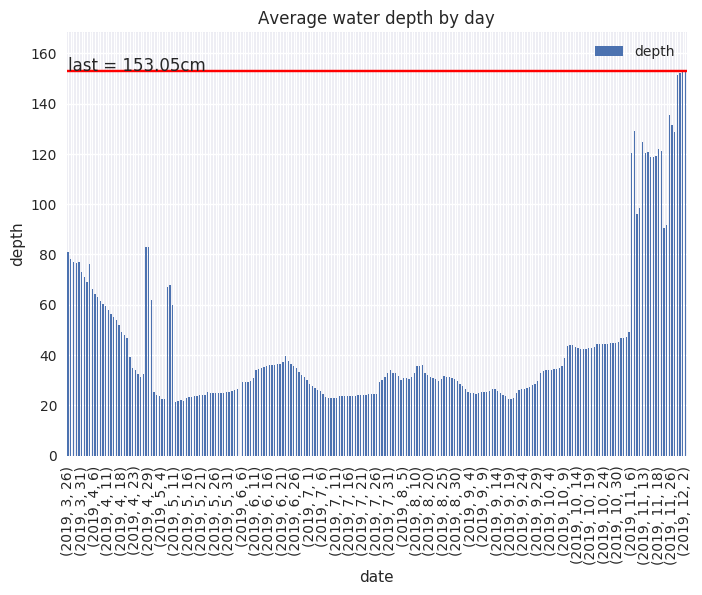 Average water depth by day
depth
last = 153.05cm
160
140
120
100
80
60
40
20
0
depth
(2019, 3, 26)
(2019, 3, 31)
(2019, 4, 6)
(2019, 4, 11)
(2019, 4, 18)
(2019, 4, 23)
(2019, 4, 29)
(2019, 5, 4)
(2019, 5, 11)
(2019, 5, 16)
(2019, 5, 21)
(2019, 5, 26)
(2019, 5, 31)
(2019, 6, 6)
(2019, 6, 11)
(2019, 6, 16)
(2019, 6, 21)
(2019, 6, 26)
(2019, 7, 1)
(2019, 7, 6)
(2019, 7, 11)
(2019, 7, 16)
(2019, 7, 21)
(2019, 7, 26)
(2019, 7, 31)
(2019, 8, 5)
(2019, 8, 10)
(2019, 8, 20)
(2019, 8, 25)
(2019, 8, 30)
(2019, 9, 4)
(2019, 9, 9)
(2019, 9, 14)
(2019, 9, 19)
(2019, 9, 24)
(2019, 9, 29)
(2019, 10, 4)
(2019, 10, 9)
(2019, 10, 14)
(2019, 10, 19)
(2019, 10, 24)
(2019, 10, 30)
(2019, 11, 6)
(2019, 11, 13)
(2019, 11, 18)
(2019, 11, 26)
(2019, 12, 2)
date